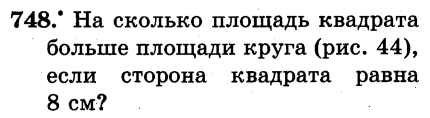 748.• На сколько площадь квадрата
больше площади круга (рис. 44),
если сторона квадрата равна
8 см?